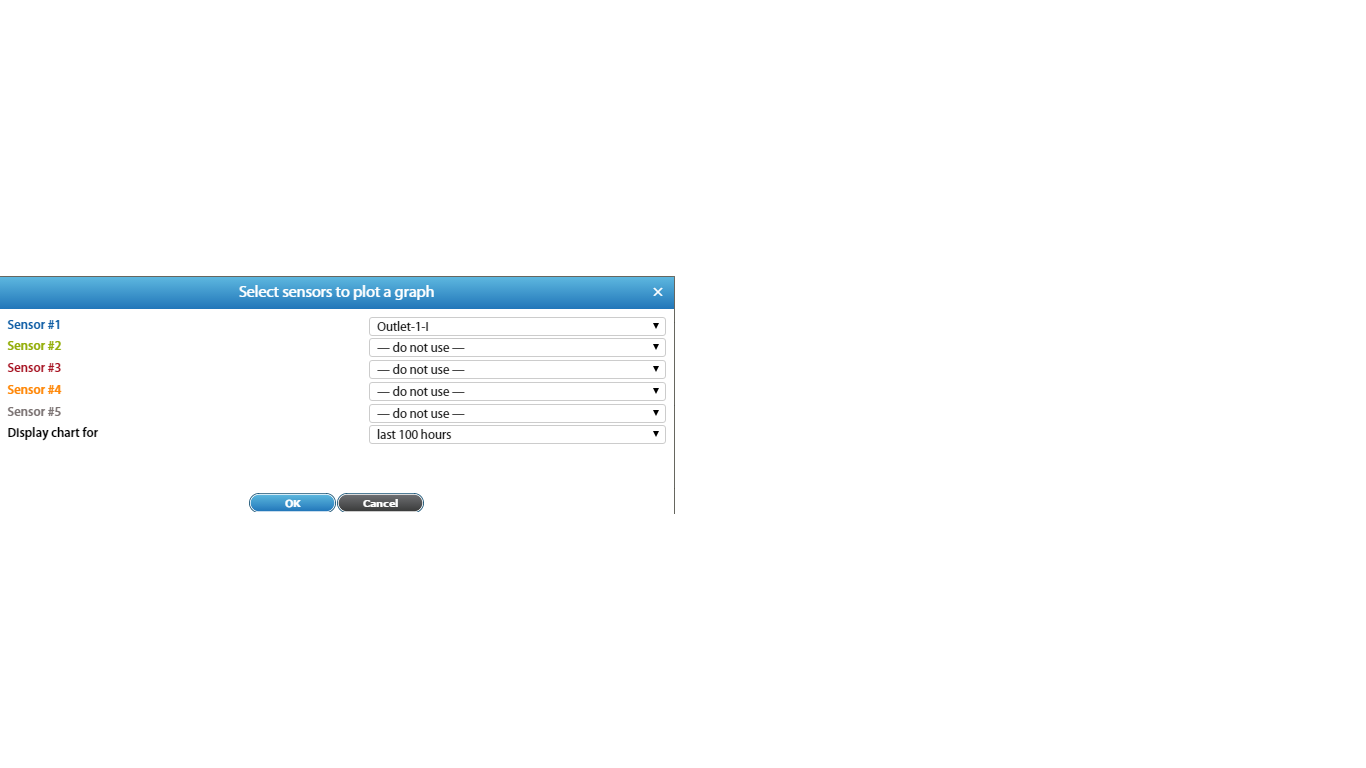 Select sensors to plot a graph ✕
Sensor #1 Outlet-1-I
Sensor #2 — do not use —
Sensor #3 — do not use —
Sensor #4 — do not use —
Sensor #5 — do not use —
DIsplay chart for last 100 hours
OK Cancel